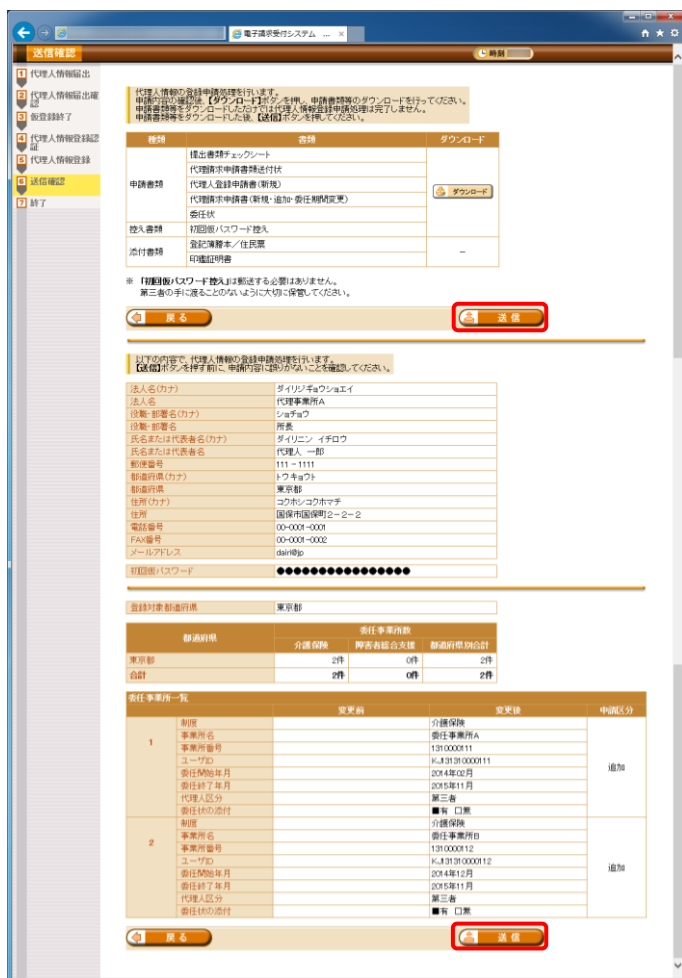 電子請求受付システム ...
送信確認
時刻
1 代理人情報届出
2 代理人情報届出確認
3 仮登録終了
4 代理人情報登録認証
5 代理人情報登録
6 送信確認
7 終了
代理人情報の登録申請処理を行います。
申請内容の確認後、【ダウンロード】ボタンを押し、申請書類等のダウンロードを行ってください。
申請書類等をダウンロードしただけでは代理人情報登録申請処理は完了しません。
申請書類等をダウンロードした後、【送信】ボタンを押してください。
種類 書類 ダウンロード
申請書類
提出書類チェックシート
代理請求申請書類送付状
代理人登録申請書(新規)
代理請求申請書(新規・追加・委任期間変更)
委任状
ダウンロード
控え書類 初回仮パスワード控え
添付書類 登記簿謄本/住民票
印鑑証明書
－
※ 「初回仮パスワード控え」は郵送する必要はありません。
第三者の手に渡ることのないように大切に保管してください。
戻る 送信
以下の内容で、代理人情報の登録申請処理を行います。
【送信】ボタンを押す前に、申請内容に誤りがないことを確認してください。
法人名(カナ) ダイリジギョウショエイ
法人名 代理事業所A
役職・部署名(カナ) ショチョウ
役職・部署名 所長
氏名または代表者名(カナ) ダイリニン イチロウ
氏名または代表者名 代理人 一郎
郵便番号 111 - 1111
都道府県(カナ) トウキョウト
都道府県 東京都
住所(カナ) コクホシコクホマチ
住所 国保市国保町2－2－2
電話番号 00-0001-0001
FAX番号 00-0001-0002
メールアドレス dairi@jp
初回仮パスワード ●●●●●●●●●●●●●●●●
登録対象都道府県 東京都
都道府県 委任事業所数
介護保険 障害者総合支援 都道府県別合計
東京都 2件 0件 2件
合計 2件 0件 2件
委任事業所一覧
変更前 変更後 申請区分
1
制度 介護保険
事業所名 委任事業所A
事業所番号 1310000111
ユーザID KJ131310000111
委任開始年月 2014年02月
委任終了年月 2015年11月
代理人区分 第三者
委任状の添付 ■有 □無
追加
2
制度 介護保険
事業所名 委任事業所B
事業所番号 1310000112
ユーザID KJ131310000112
委任開始年月 2014年12月
委任終了年月 2015年11月
代理人区分 第三者
委任状の添付 ■有 □無
追加
戻る 送信